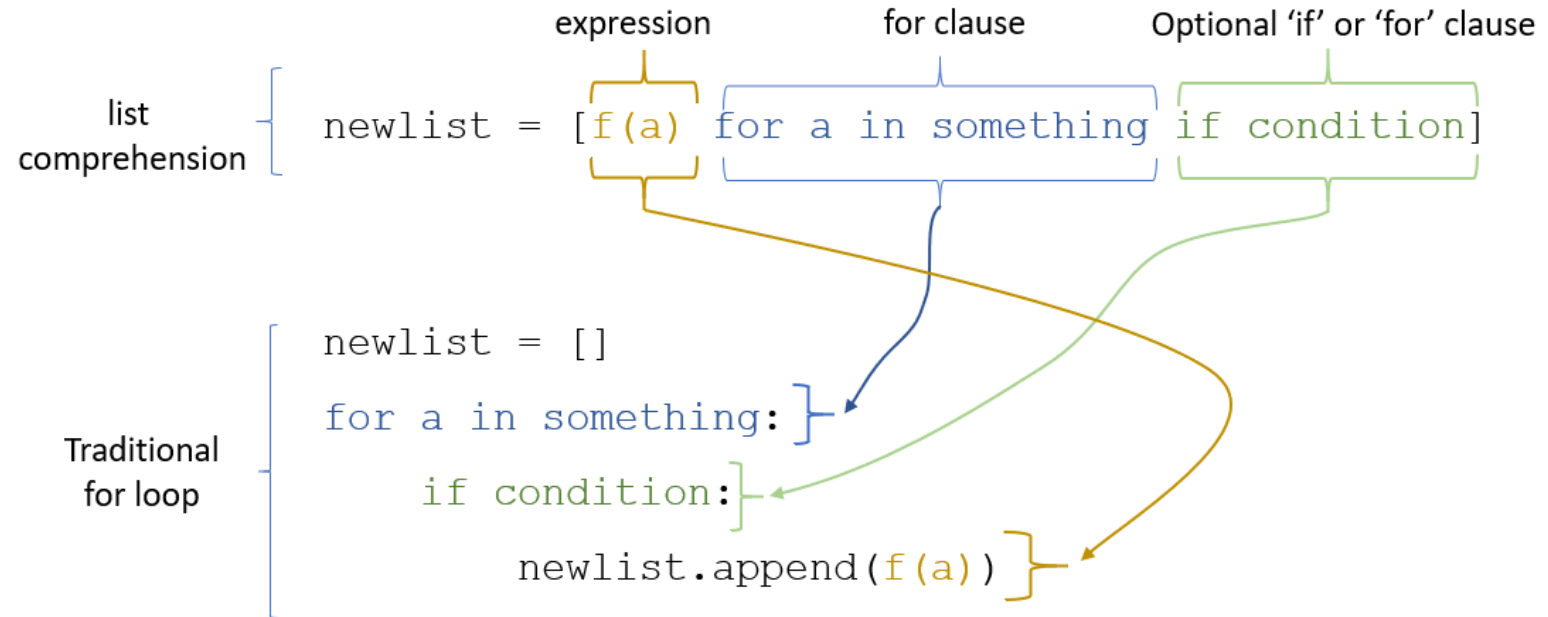 expression for clause Optional ‘if’ or ‘for’ clause
list
comprehension
newlist = [f(a) for a in something if condition]
newlist = []
for a in something:
Traditional
for loop
if condition:
newlist.append(f(a))